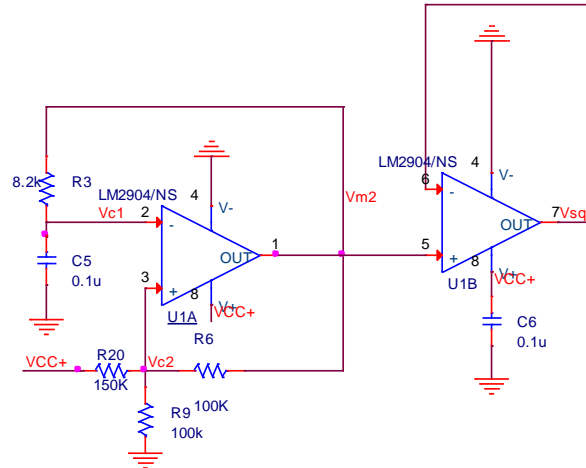 8.2k
R3
LM2904/NS
4
V-
Vc1
2
-
OUT
1
C5
0.1u
3
+
8
V+
VCC+
U1A
R6
VCC+
R20
150K
Vc2
100K
R9
100k
Vm2
LM2904/NS
4
6
-
V-
OUT
7
Vsq
5
+
8
V+
VCC+
U1B
C6
0.1u